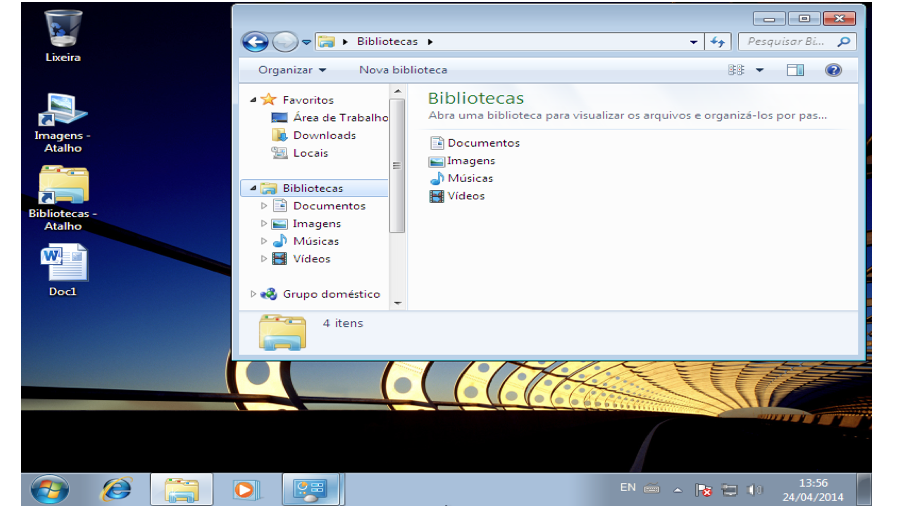 Lixeira
Imagens -
Atalho
Bibliotecas -
Atalho
Doc1
Bibliotecas
Pesquisar Bi...
Organizar
Nova biblioteca
Favoritos
Área de Trabalho
Downloads
Locais
Bibliotecas
Documentos
Imagens
Músicas
Vídeos
Grupo doméstico
Bibliotecas
Abra uma biblioteca para visualizar os arquivos e organizá-los por pas...
Documentos
Imagens
Músicas
Vídeos
4 itens
EN
13:56
24/04/2014